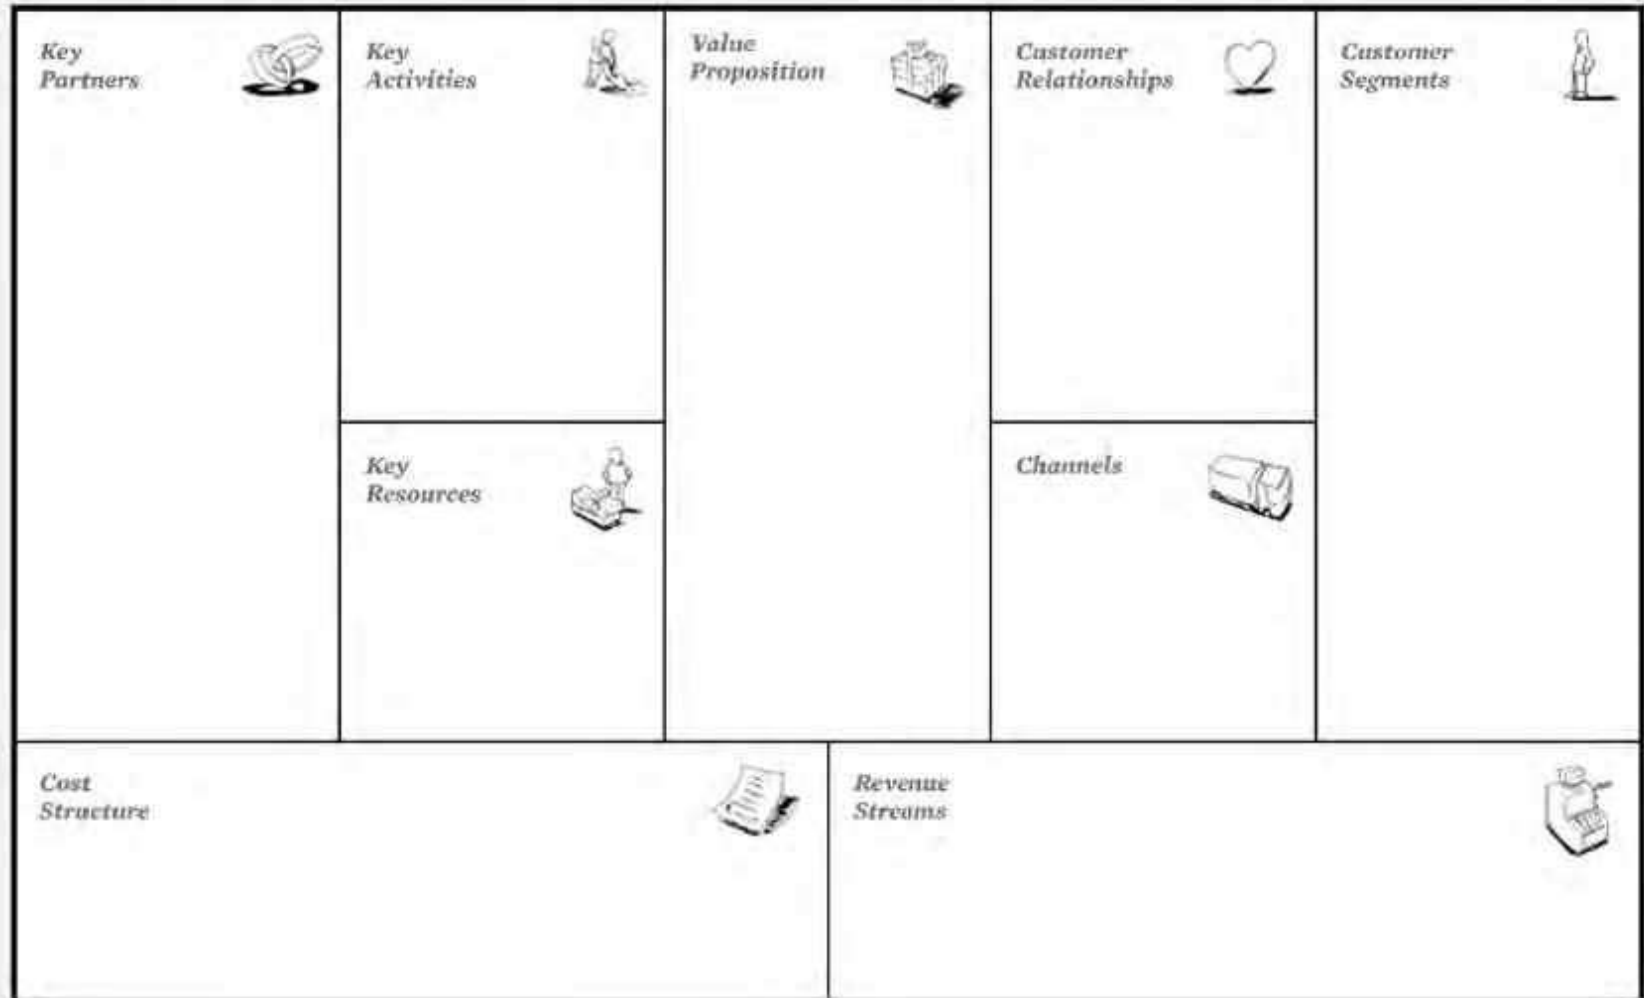 Key
Partners
Key
Activities
Value
Proposition
Customer
Relationships
Customer
Segments
Key
Resources
Channels
Cost
Structure
Revenue
Streams